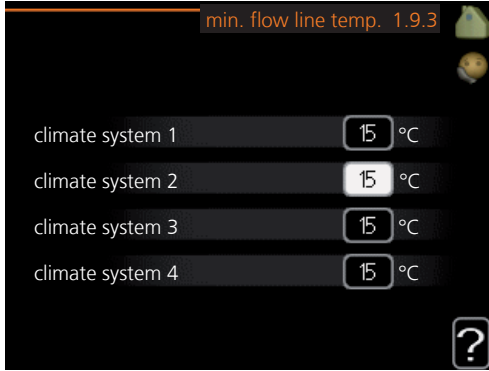 min. flow line temp. 1.9.3
climate system 1 15 °C
climate system 2 15 °C
climate system 3 15 °C
climate system 4 15 °C
?